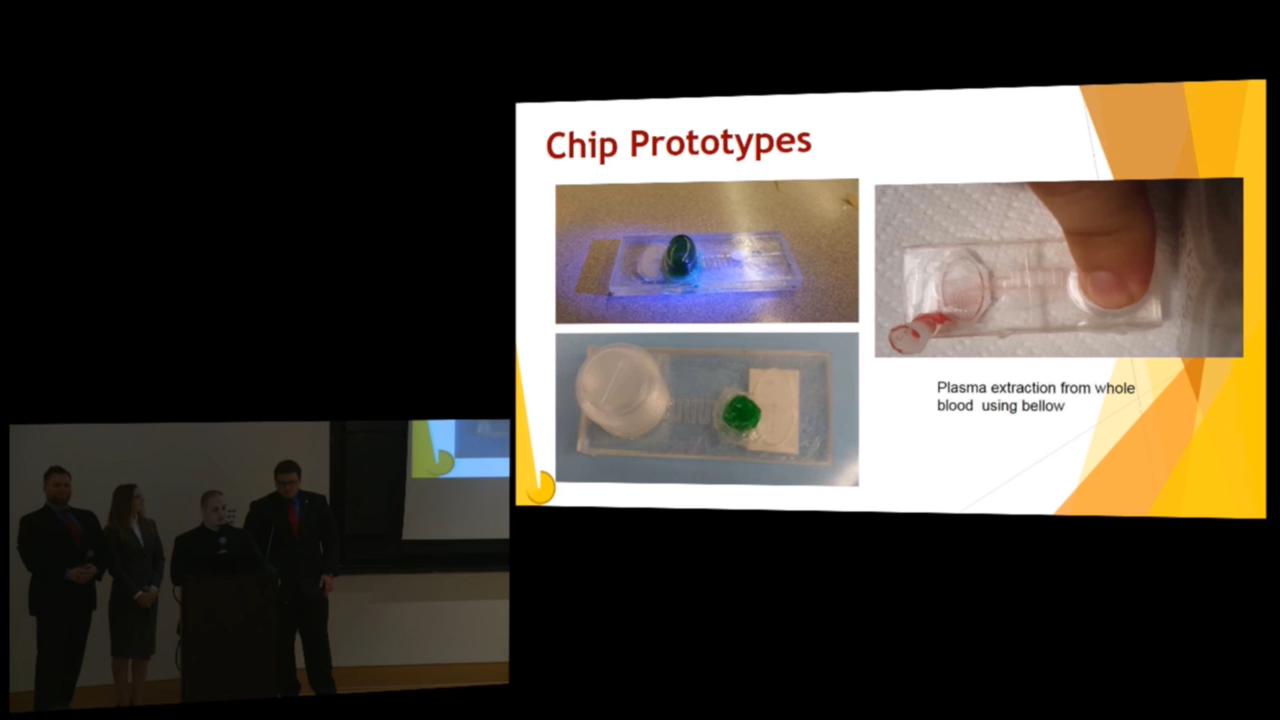 Chip Prototypes
Plasma extraction from whole
blood using bellow